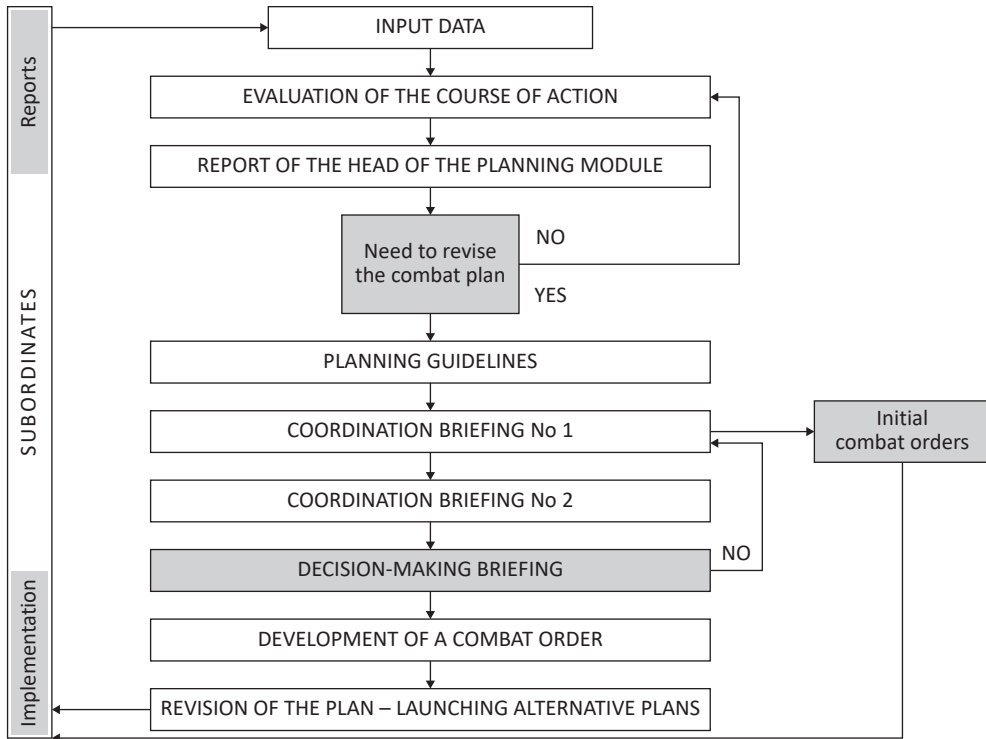 Reports
SUBORDINATES
Implementation
INPUT DATA
EVALUATION OF THE COURSE OF ACTION
REPORT OF THE HEAD OF THE PLANNING MODULE
Need to revise
the combat plan
NO
YES
PLANNING GUIDELINES
COORDINATION BRIEFING No 1
Initial
combat orders
COORDINATION BRIEFING No 2
DECISION-MAKING BRIEFING
NO
DEVELOPMENT OF A COMBAT ORDER
REVISION OF THE PLAN – LAUNCHING ALTERNATIVE PLANS